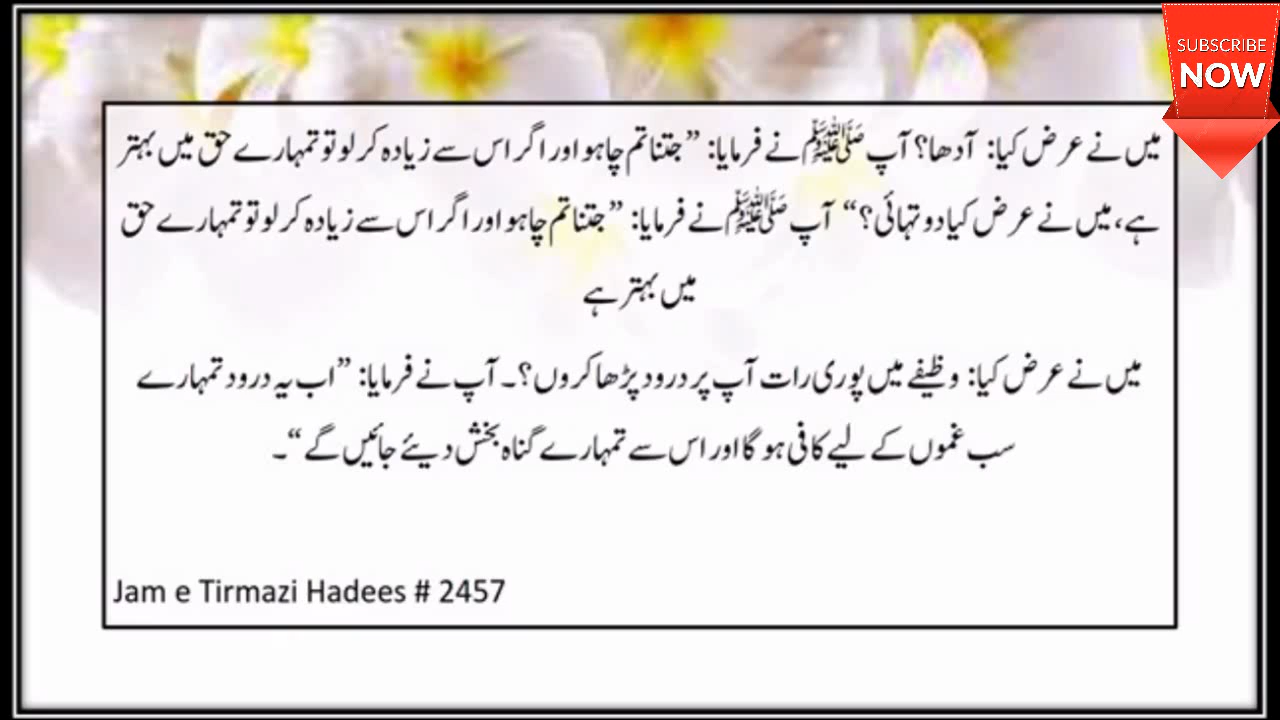 SUBSCRIBE
NOW
میں نے عرض کیا: آدھا؟ آپ ﷺ نے فرمایا: ”جتنا تم چاہو اور اگر اس سے زیادہ کر لو تو تمہارے حق میں بہتر
ہے، میں نے عرض کیا دو تہائی؟“ آپ ﷺ نے فرمایا: ”جتنا تم چاہو اور اگر اس سے زیادہ کر لو تو تمہارے حق
میں بہتر ہے
میں نے عرض کیا: وظیفے میں پوری رات آپ پر درود پڑھا کروں؟۔ آپ نے فرمایا: ”اب یہ درود تمہارے
سب غموں کے لیے کافی ہو گا اور اس سے تمہارے گناہ بخش دیئے جائیں گے“۔
Jam e Tirmazi Hadees # 2457